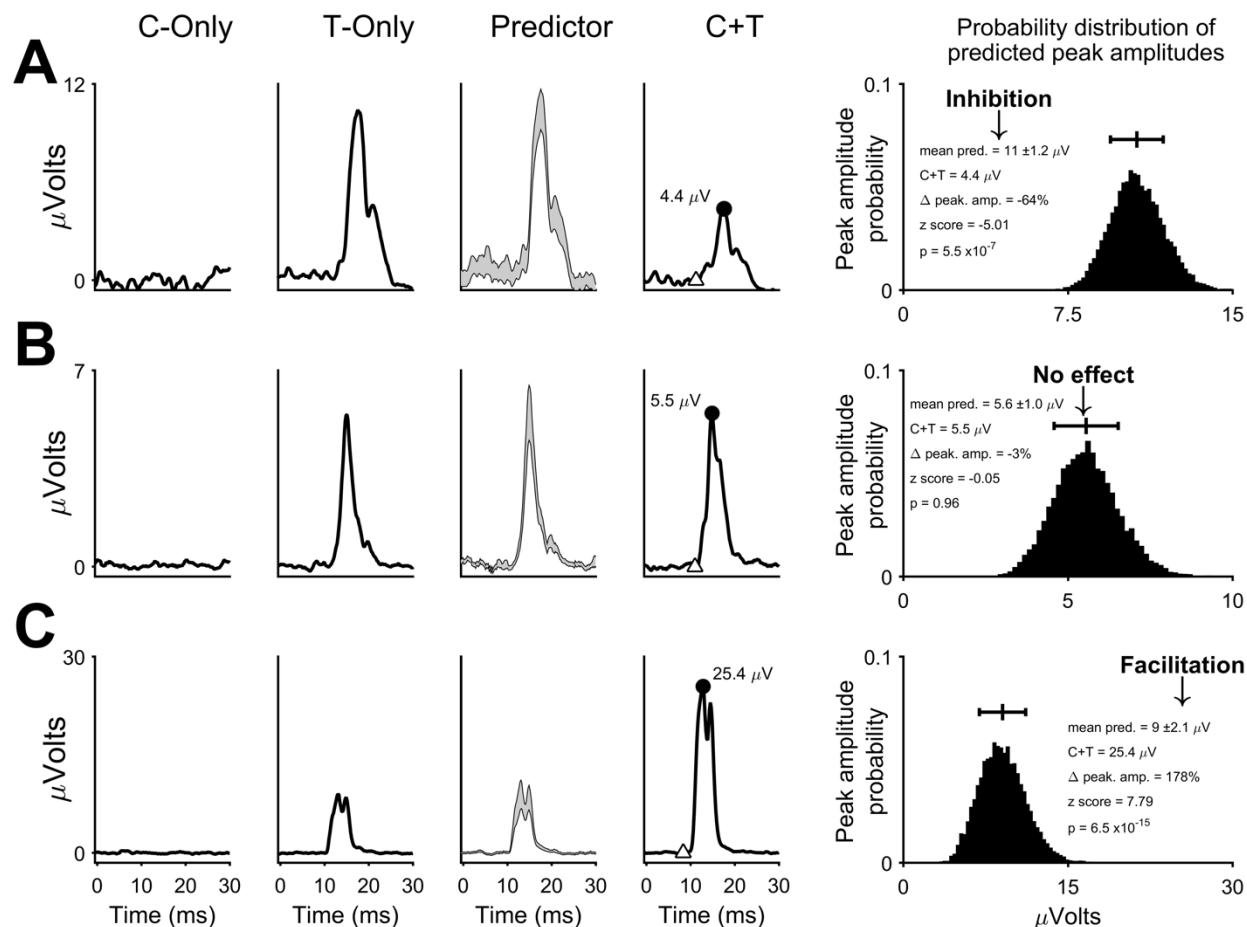 C-Only
T-Only
Predictor
C+T
Probability distribution of
predicted peak amplitudes
A
12
μVolts
0
4.4 μV
0.1
Peak amplitude
probability
0
Inhibition
mean pred. = 11 ±1.2 μV
C+T = 4.4 μV
Δ peak. amp. = -64%
z score = -5.01
p = 5.5 x10-7
0
7.5
15
B
7
μVolts
0
5.5 μV
0.1
Peak amplitude
probability
0
No effect
mean pred. = 5.6 ±1.0 μV
C+T = 5.5 μV
Δ peak. amp. = -3%
z score = -0.05
p = 0.96
0
5
10
C
30
μVolts
0
25.4 μV
0 10 20 30
Time (ms)
0 10 20 30
Time (ms)
0 10 20 30
Time (ms)
0 10 20 30
Time (ms)
0.1
Peak amplitude
probability
0
Facilitation
mean pred. = 9 ±2.1 μV
C+T = 25.4 μV
Δ peak. amp. = 178%
z score = 7.79
p = 6.5 x10-15
0
15
30
μVolts